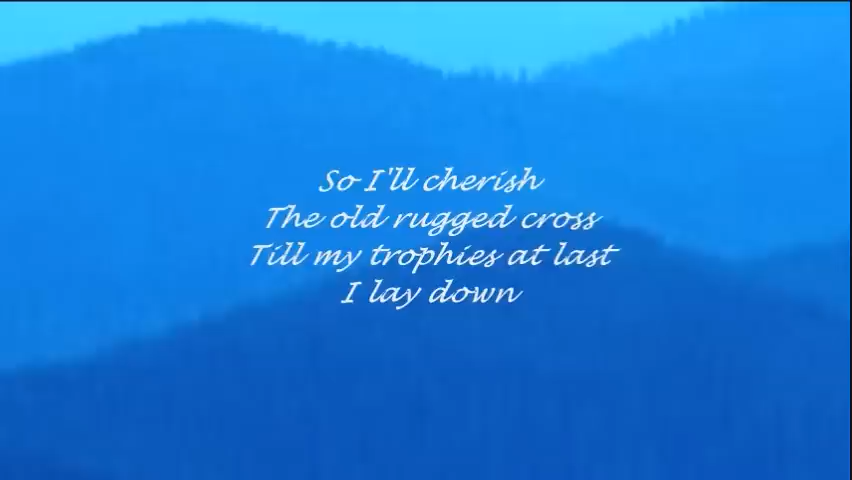 So I'll cherish
The old rugged cross
Till my trophies at last
I lay down